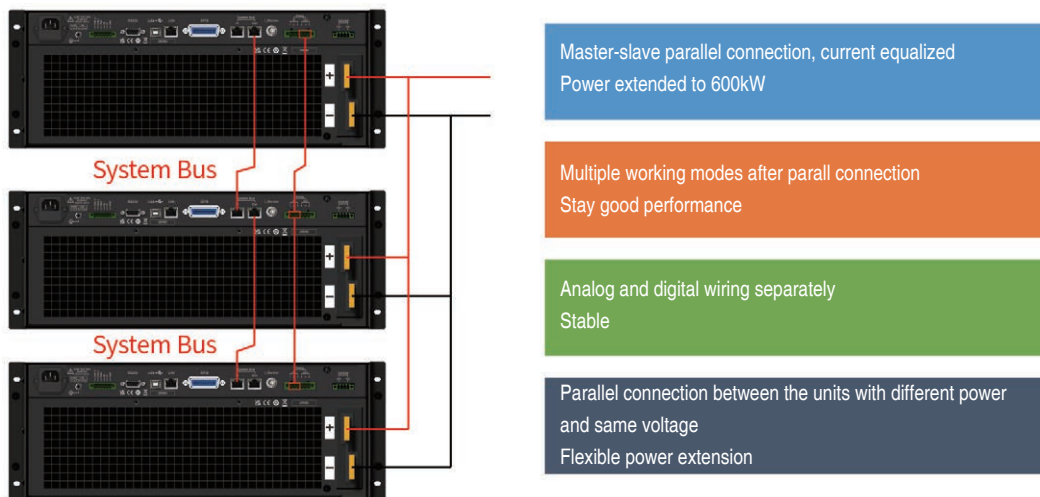 System Bus
System Bus
Master-slave parallel connection, current equalized
Power extended to 600kW
Multiple working modes after parall connection
Stay good performance
Analog and digital wiring separately
Stable
Parallel connection between the units with different power
and same voltage
Flexible power extension